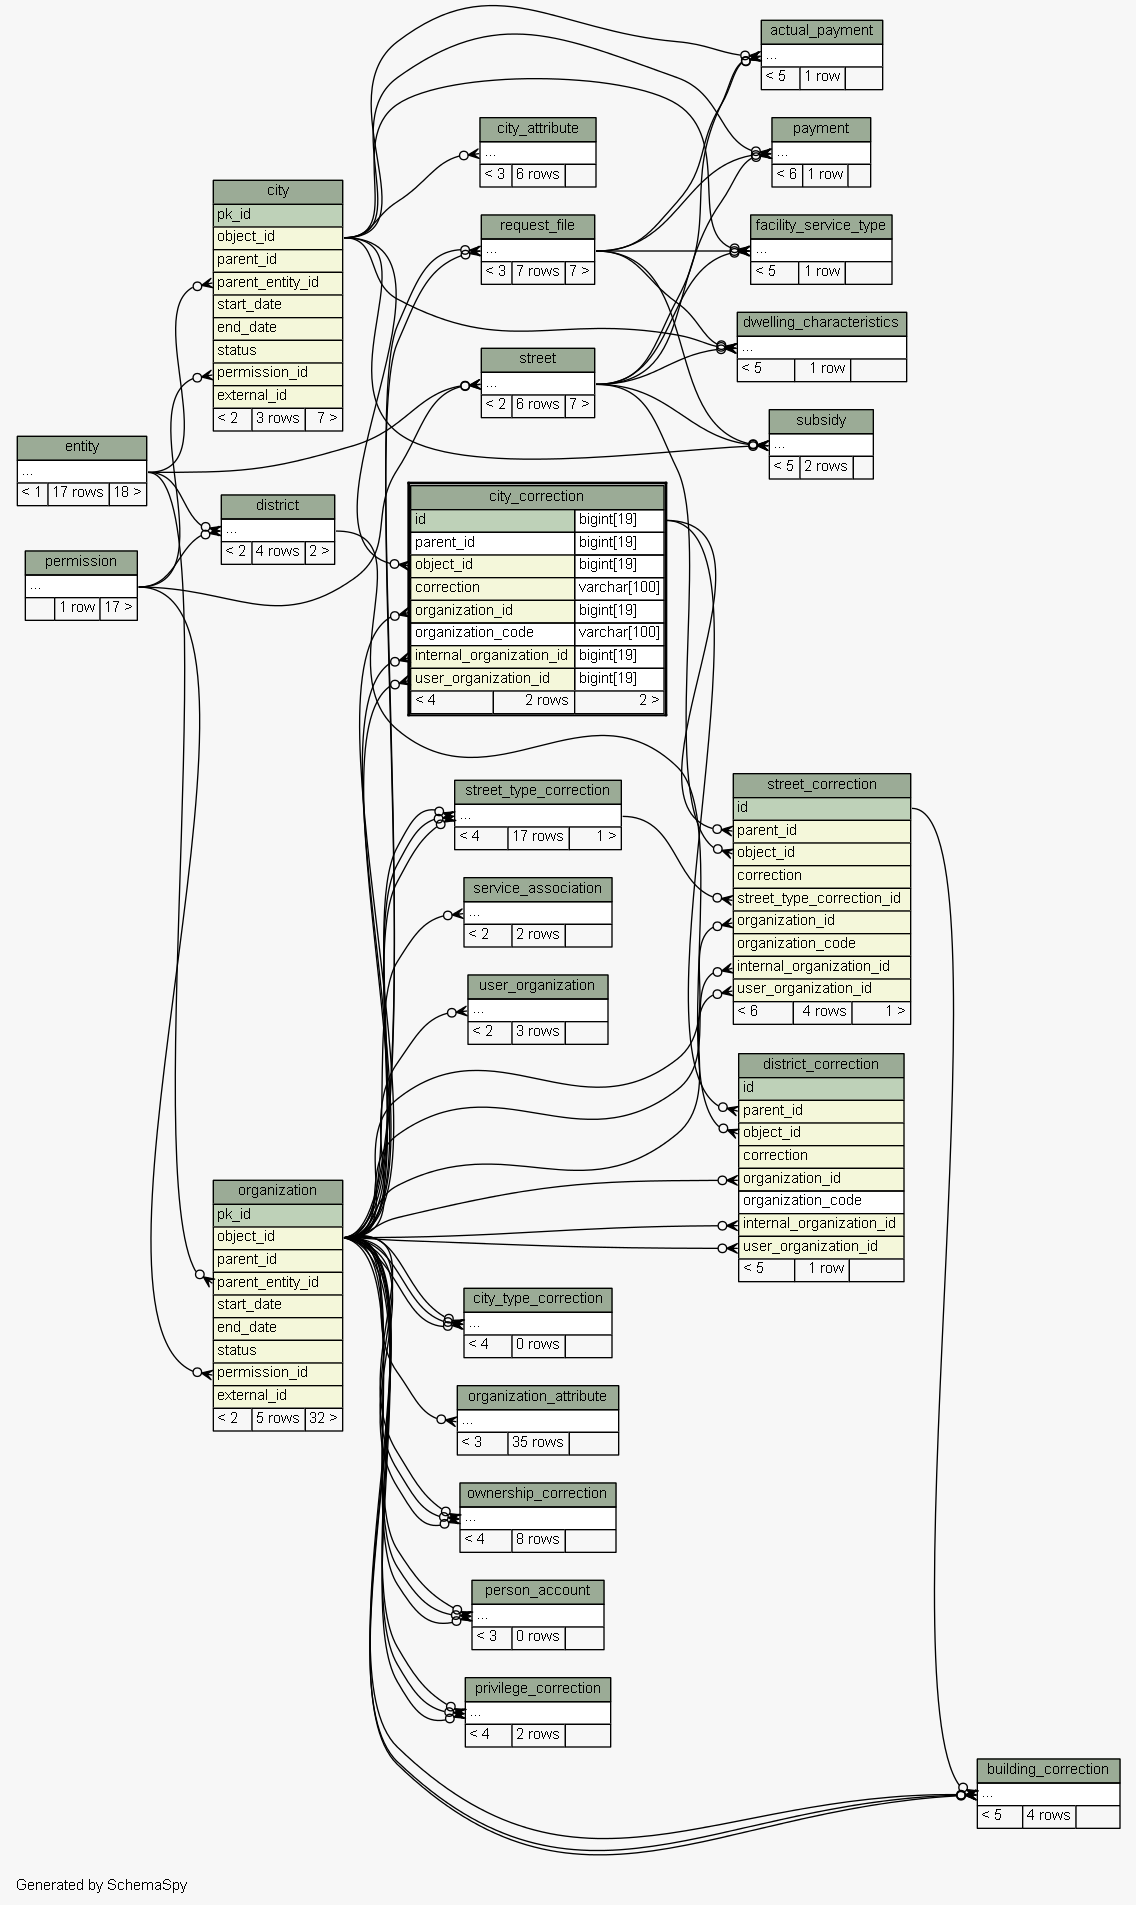 actual_payment
...
< 5 1 row
city_attribute
...
< 3 6 rows
payment
...
< 6 1 row
city
pk_id
object_id
parent_id
parent_entity_id
start_date
end_date
status
permission_id
external_id
< 2 3 rows 7 >
request_file
...
< 3 7 rows 7 >
facility_service_type
...
< 5 1 row
dwelling_characteristics
...
< 5 1 row
street
...
< 2 6 rows 7 >
subsidy
...
< 5 2 rows
entity
...
< 1 17 rows 18 >
district
...
< 2 4 rows 2 >
permission
...
1 row 17 >
city_correction
id bigint[19]
parent_id bigint[19]
object_id bigint[19]
correction varchar[100]
organization_id bigint[19]
organization_code varchar[100]
internal_organization_id bigint[19]
user_organization_id bigint[19]
< 4 2 rows 2 >
street_type_correction
...
< 4 17 rows 1 >
street_correction
id
parent_id
object_id
correction
street_type_correction_id
organization_id
organization_code
internal_organization_id
user_organization_id
< 6 4 rows 1 >
service_association
...
< 2 2 rows
user_organization
...
< 2 3 rows
district_correction
id
parent_id
object_id
correction
organization_id
organization_code
internal_organization_id
user_organization_id
< 5 1 row
organization
pk_id
object_id
parent_id
parent_entity_id
start_date
end_date
status
permission_id
external_id
< 2 5 rows 32 >
city_type_correction
...
< 4 0 rows
organization_attribute
...
< 3 35 rows
ownership_correction
...
< 4 8 rows
person_account
...
< 3 0 rows
privilege_correction
...
< 4 2 rows
building_correction
...
< 5 4 rows
Generated by SchemaSpy